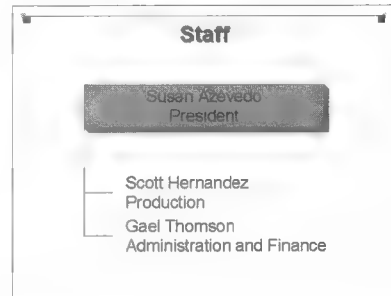 Staff
Susan Azevedo
President
Scott Hernandez
Production
Gael Thomson
Administration and Finance